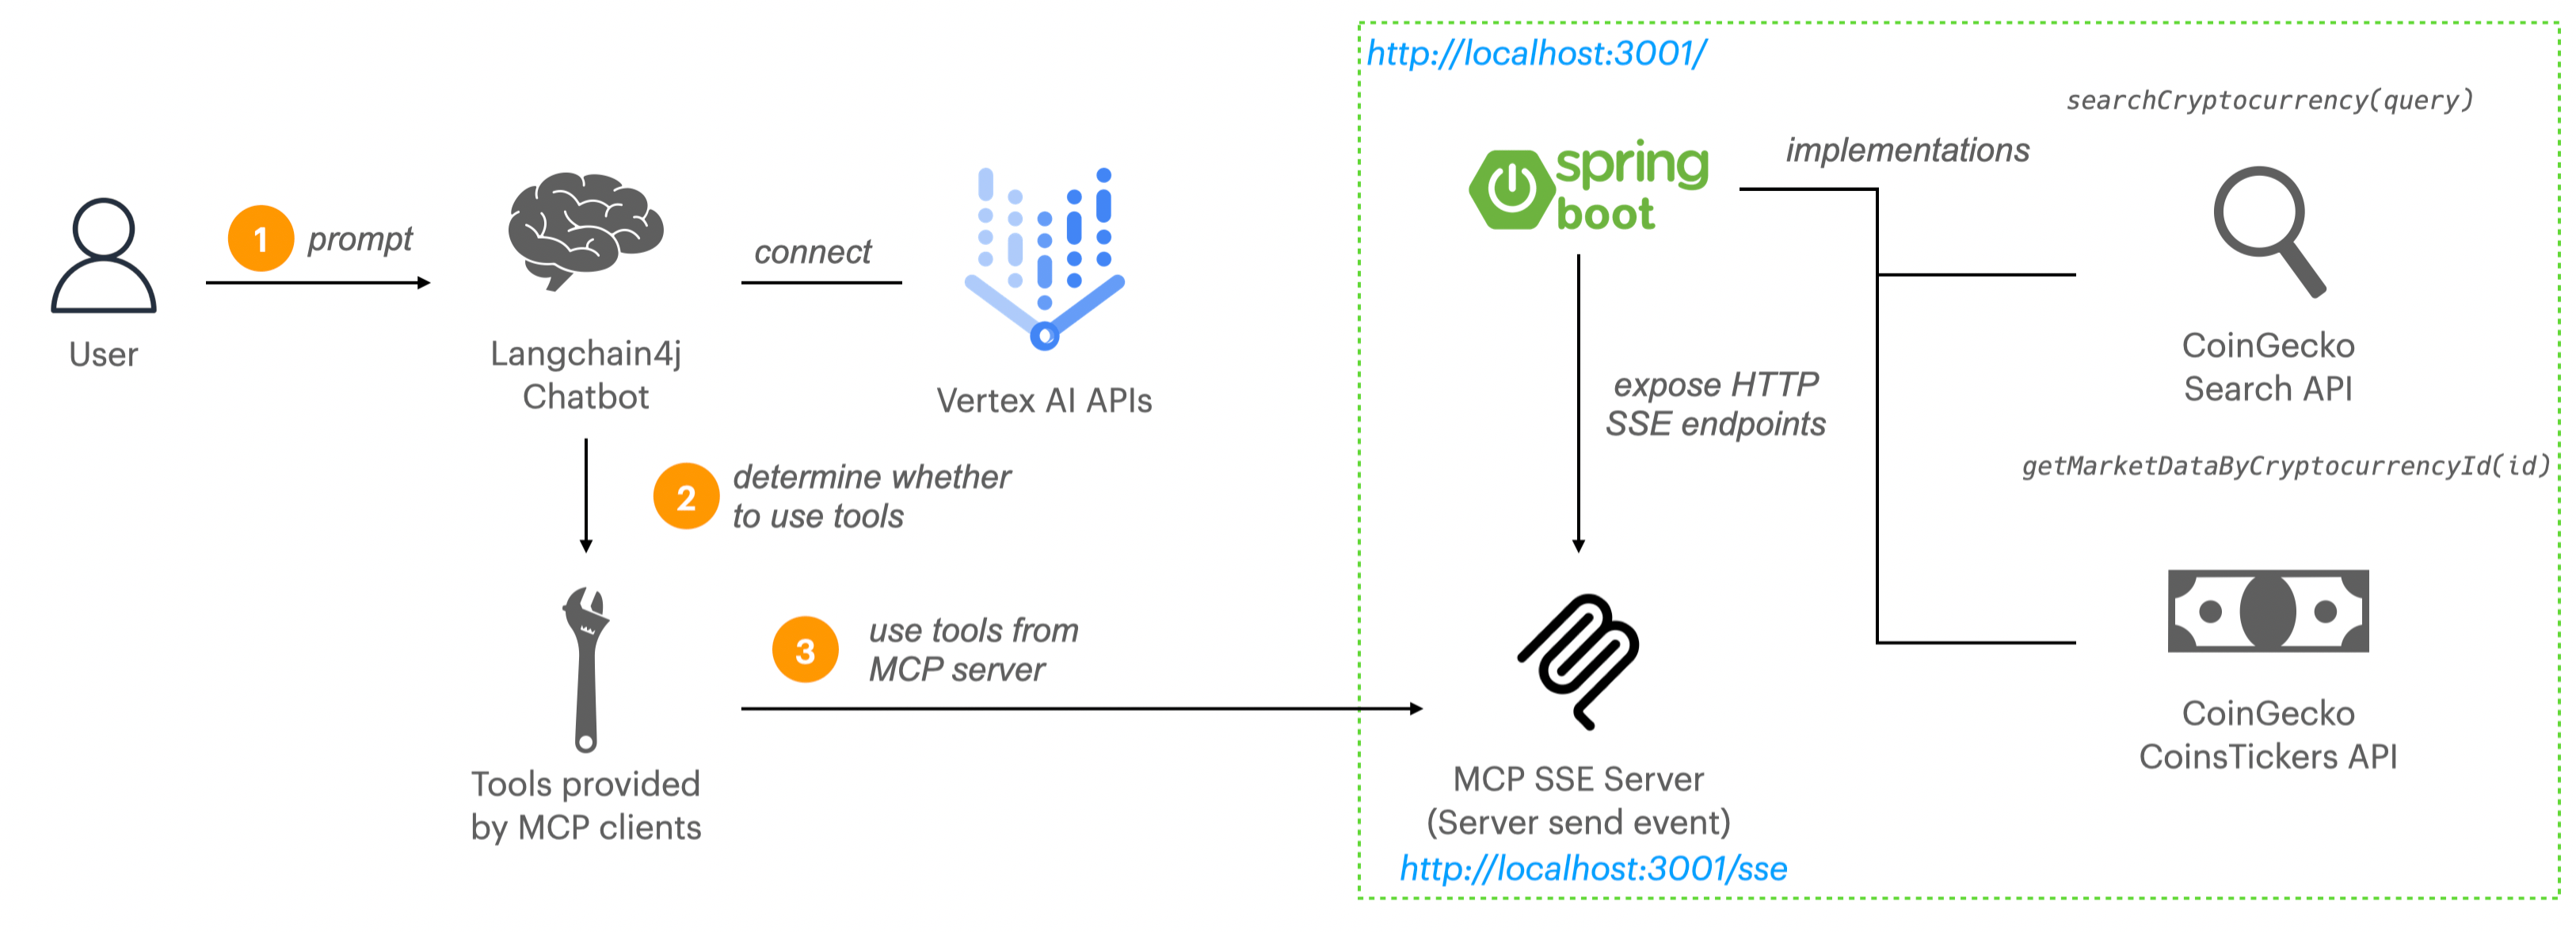 http://localhost:3001/
searchCryptocurrency(query)
implementations
spring
boot
1
prompt
connect
User
Langchain4j
Chatbot
Vertex AI APIs
CoinGecko
Search API
expose HTTP
SSE endpoints
getMarketDataByCryptocurrencyId(id)
2
determine whether
to use tools
3
use tools from
MCP server
Tools provided
by MCP clients
MCP SSE Server
(Server send event)
http://localhost:3001/sse
CoinGecko
CoinsTickers API